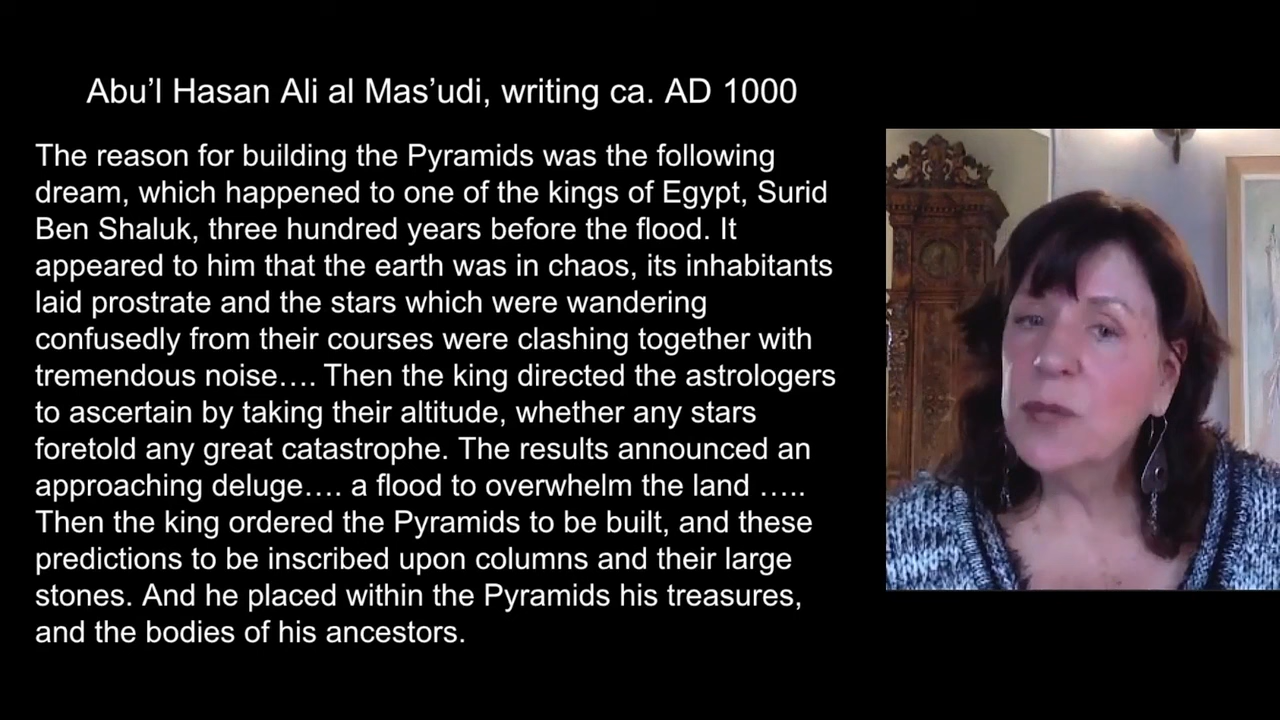 Abu’l Hasan Ali al Mas’udi, writing ca. AD 1000
The reason for building the Pyramids was the following
dream, which happened to one of the kings of Egypt, Surid
Ben Shaluk, three hundred years before the flood. It
appeared to him that the earth was in chaos, its inhabitants
laid prostrate and the stars which were wandering
confusedly from their courses were clashing together with
tremendous noise…. Then the king directed the astrologers
to ascertain by taking their altitude, whether any stars
foretold any great catastrophe. The results announced an
approaching deluge…. a flood to overwhelm the land …..
Then the king ordered the Pyramids to be built, and these
predictions to be inscribed upon columns and their large
stones. And he placed within the Pyramids his treasures,
and the bodies of his ancestors.